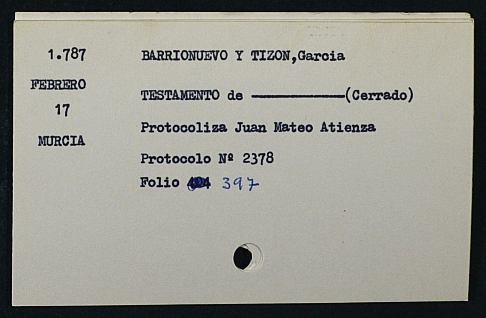 1.787
FEBRERO
17
MURCIA
BARRIONUEVO Y TIZON,Garcia
TESTAMENTO de ————————(Cerrado)
Protocoliza Juan Mateo Atienza
Protocolo Nº 2378
Folio 397